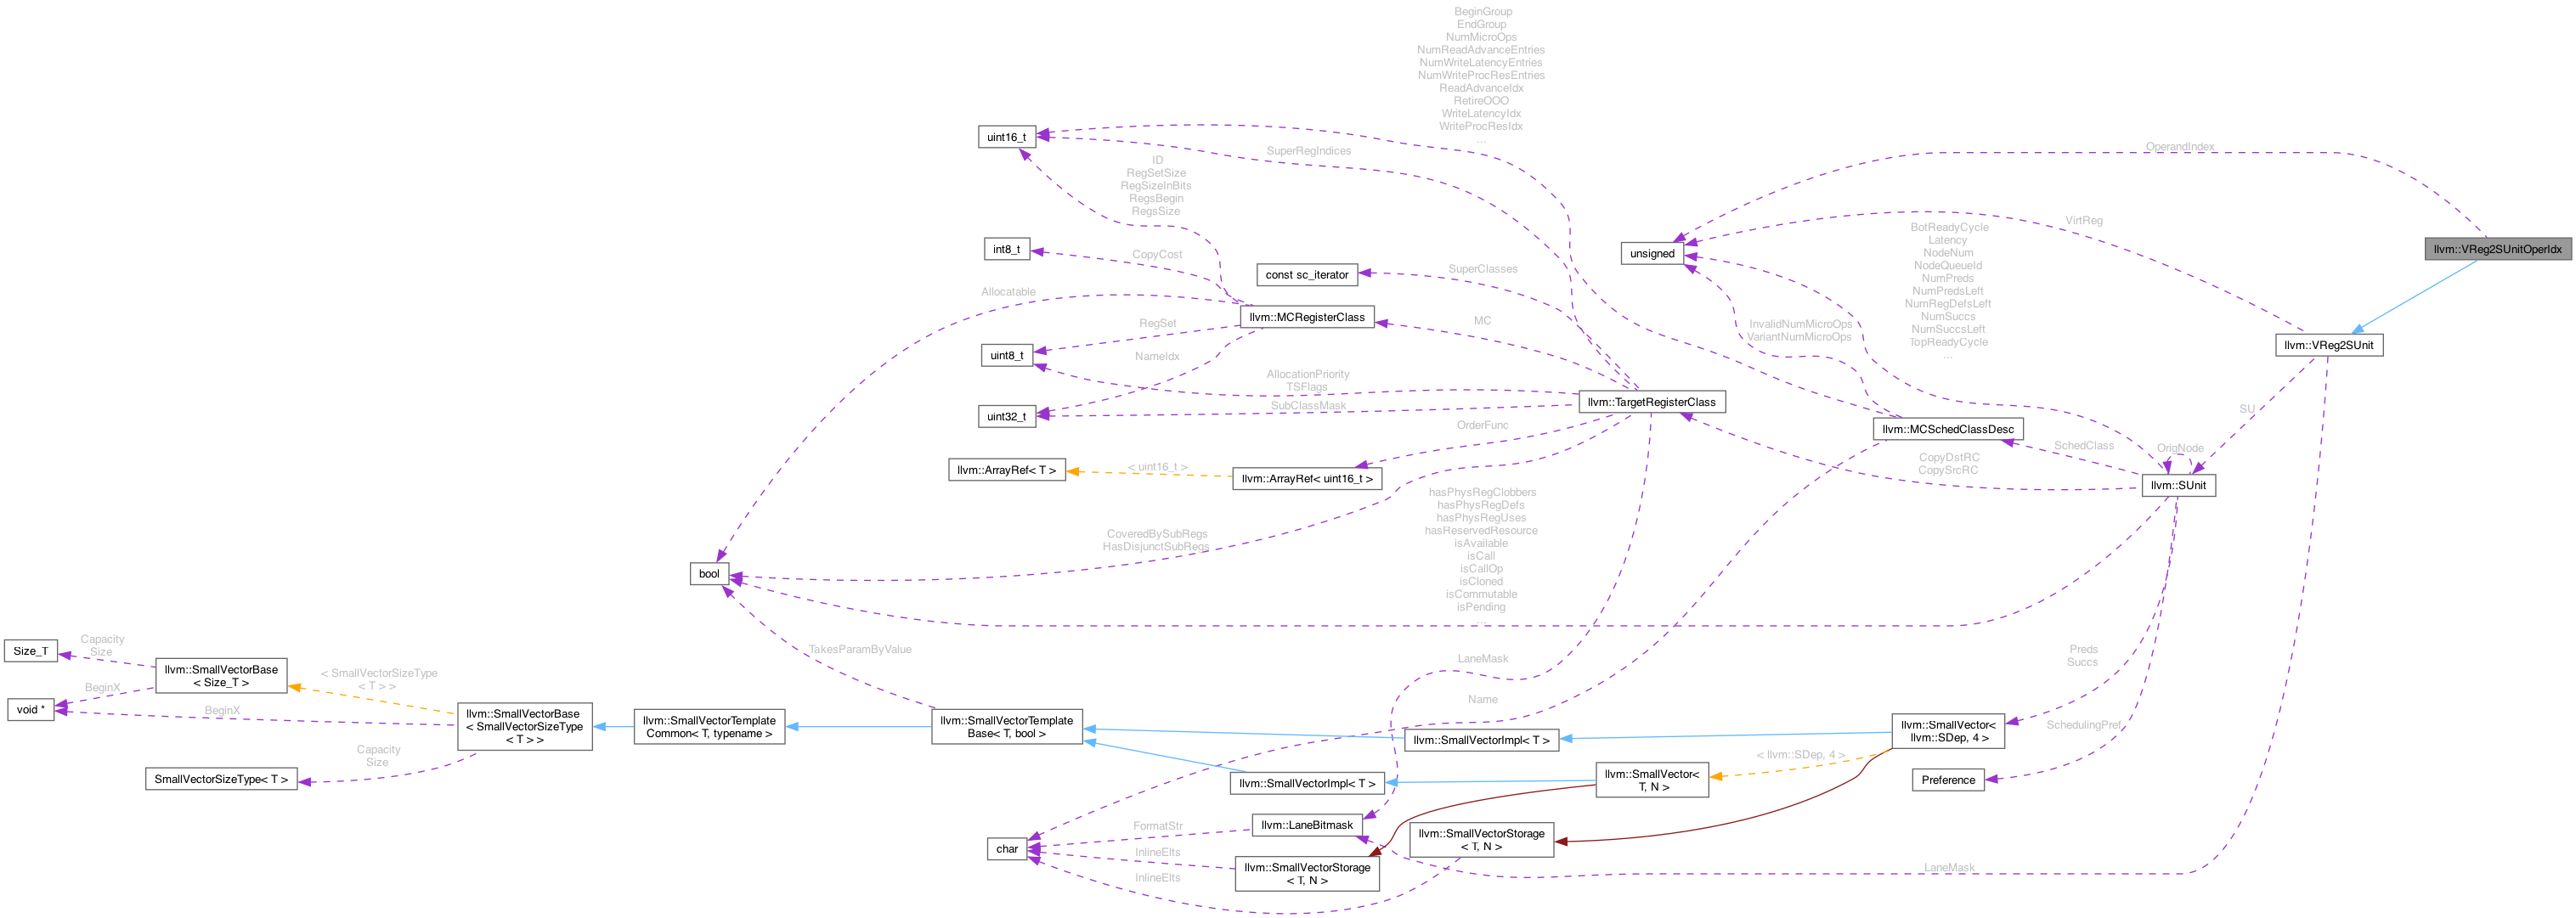 BeginGroup
EndGroup
NumMicroOps
NumReadAdvanceEntries
NumWriteLatencyEntries
NumWriteProcResEntries
ReadAdvanceIdx
RetireOOO
WriteLatencyIdx
WriteProcResIdx
...
uint16_t
SuperRegIndices
OperandIndex
ID
RegSetSize
RegSizeInBits
RegsBegin
RegsSize
VirtReg
int8_t
CopyCost
const sc_iterator
SuperClasses
unsigned
BotReadyCycle
Latency
NodeNum
NodeQueueId
NumPreds
NumPredsLeft
NumRegDefsLeft
NumSuccs
NumSuccsLeft
TopReadyCycle
...
llvm::VReg2SUnitOperIdx
Allocatable
llvm::MCRegisterClass
MC
RegSet
InvalidNumMicroOps
VariantNumMicroOps
llvm::VReg2SUnit
uint8_t
NameIdx
AllocationPriority
TSFlags
SubClassMask
uint32_t
llvm::TargetRegisterClass
SU
OrderFunc
llvm::MCSchedClassDesc
SchedClass
OrigNode
llvm::ArrayRef< T >
< uint16_t >
llvm::ArrayRef< uint16_t >
CopyDstRC
CopySrcRC
llvm::SUnit
hasPhysRegClobbers
hasPhysRegDefs
hasPhysRegUses
hasReservedResource
isAvailable
isCall
isCallOp
isCloned
isCommutable
isPending
...
CoveredBySubRegs
HasDisjunctSubRegs
bool
Size_T
Capacity
Size
llvm::SmallVectorBase
< Size_T >
TakesParamByValue
LaneMask
Preds
Succs
void *
BeginX
< SmallVectorSizeType
< T > >
BeginX
Name
llvm::SmallVectorBase
< SmallVectorSizeType
< T > >
llvm::SmallVectorTemplate
Common< T, typename >
llvm::SmallVectorTemplate
Base< T, bool >
llvm::SmallVectorImpl< T >
llvm::SmallVector<
llvm::SDep, 4 >
SchedulingPref
SmallVectorSizeType< T >
Capacity
Size
llvm::SmallVectorImpl< T >
llvm::SmallVector<
T, N >
< llvm::SDep, 4 >
Preference
char
FormatStr
llvm::LaneBitmask
llvm::SmallVectorStorage
< T, N >
InlineElts
llvm::SmallVectorStorage
< T, N >
InlineElts
LaneMask